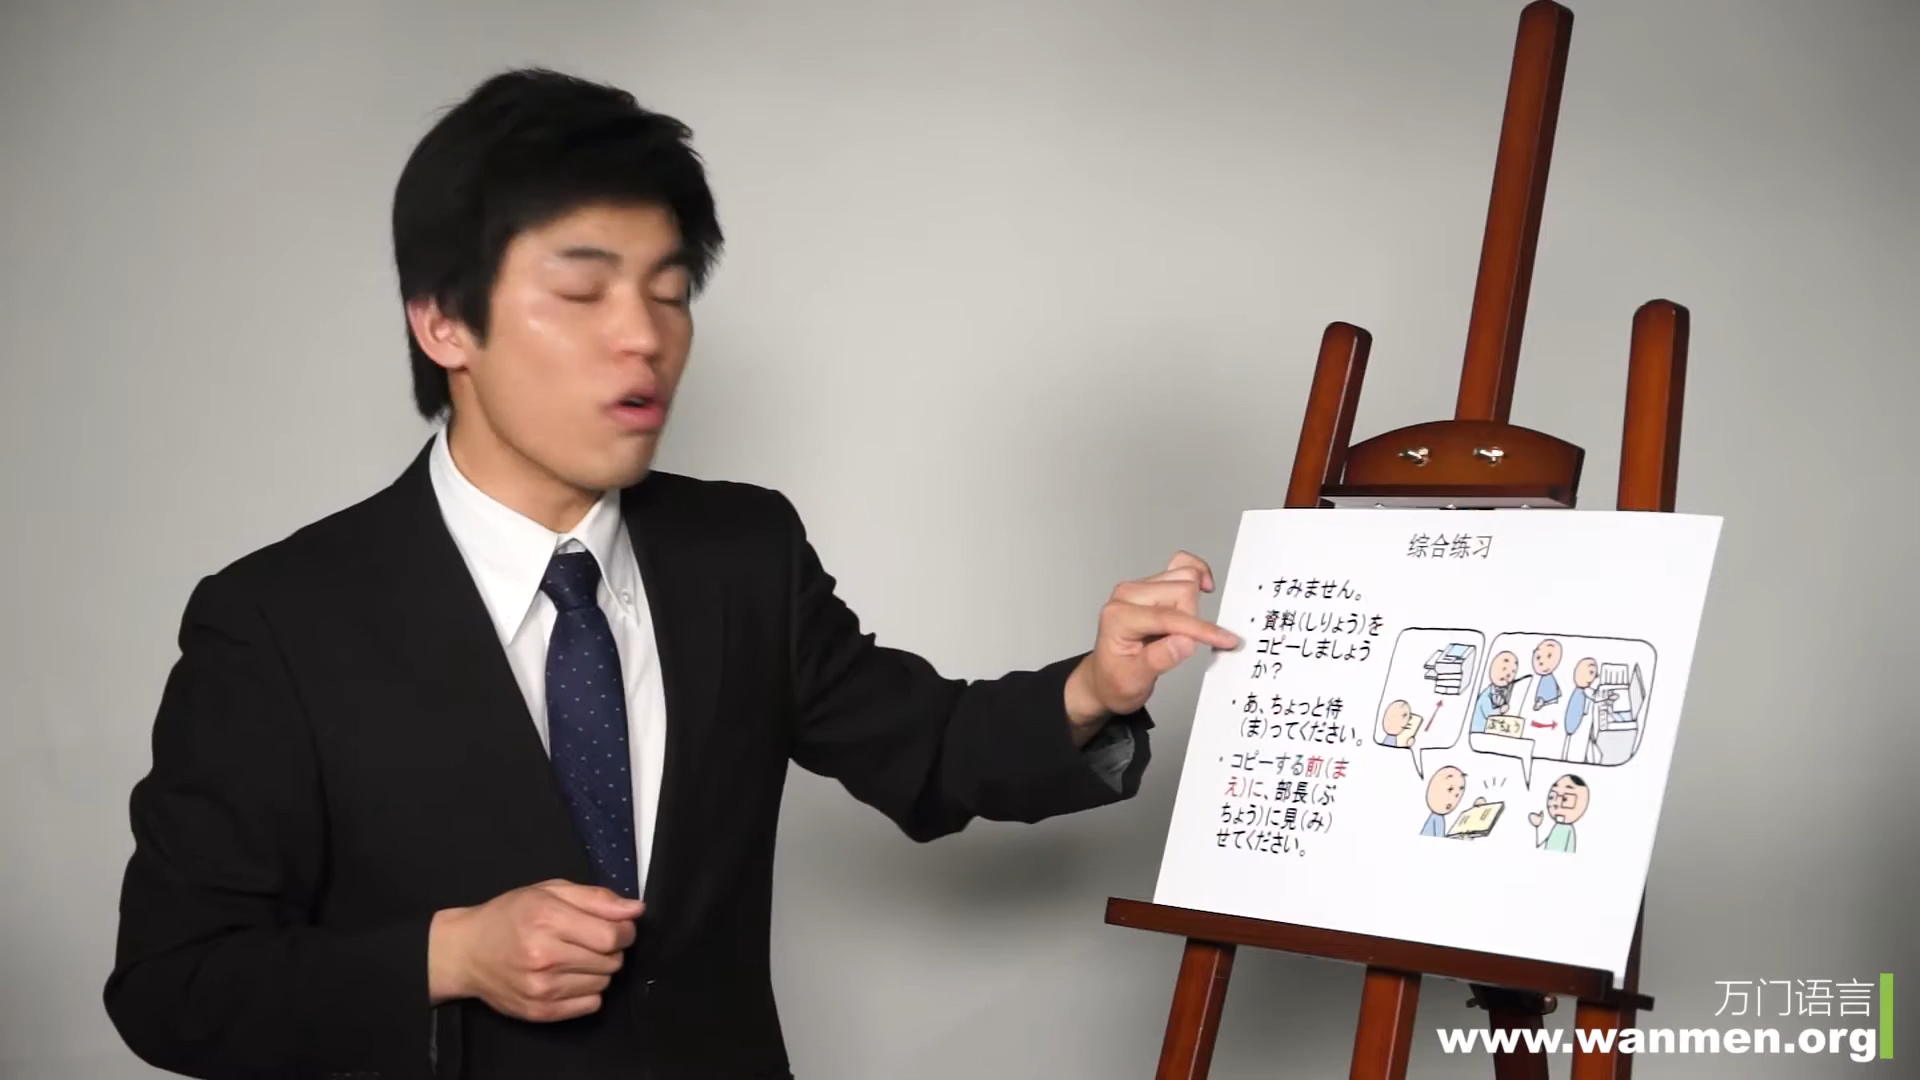 综合练习
・すみません。
・資料(しりょう)を
コピーしましょう
か？
・あ、ちょっと待
(ま)ってください。
・コピーする前(ま
え)に、部長(ぶ
ちょう)に見(み)
せてください。
ぶちょう
万门语言
www.wanmen.org